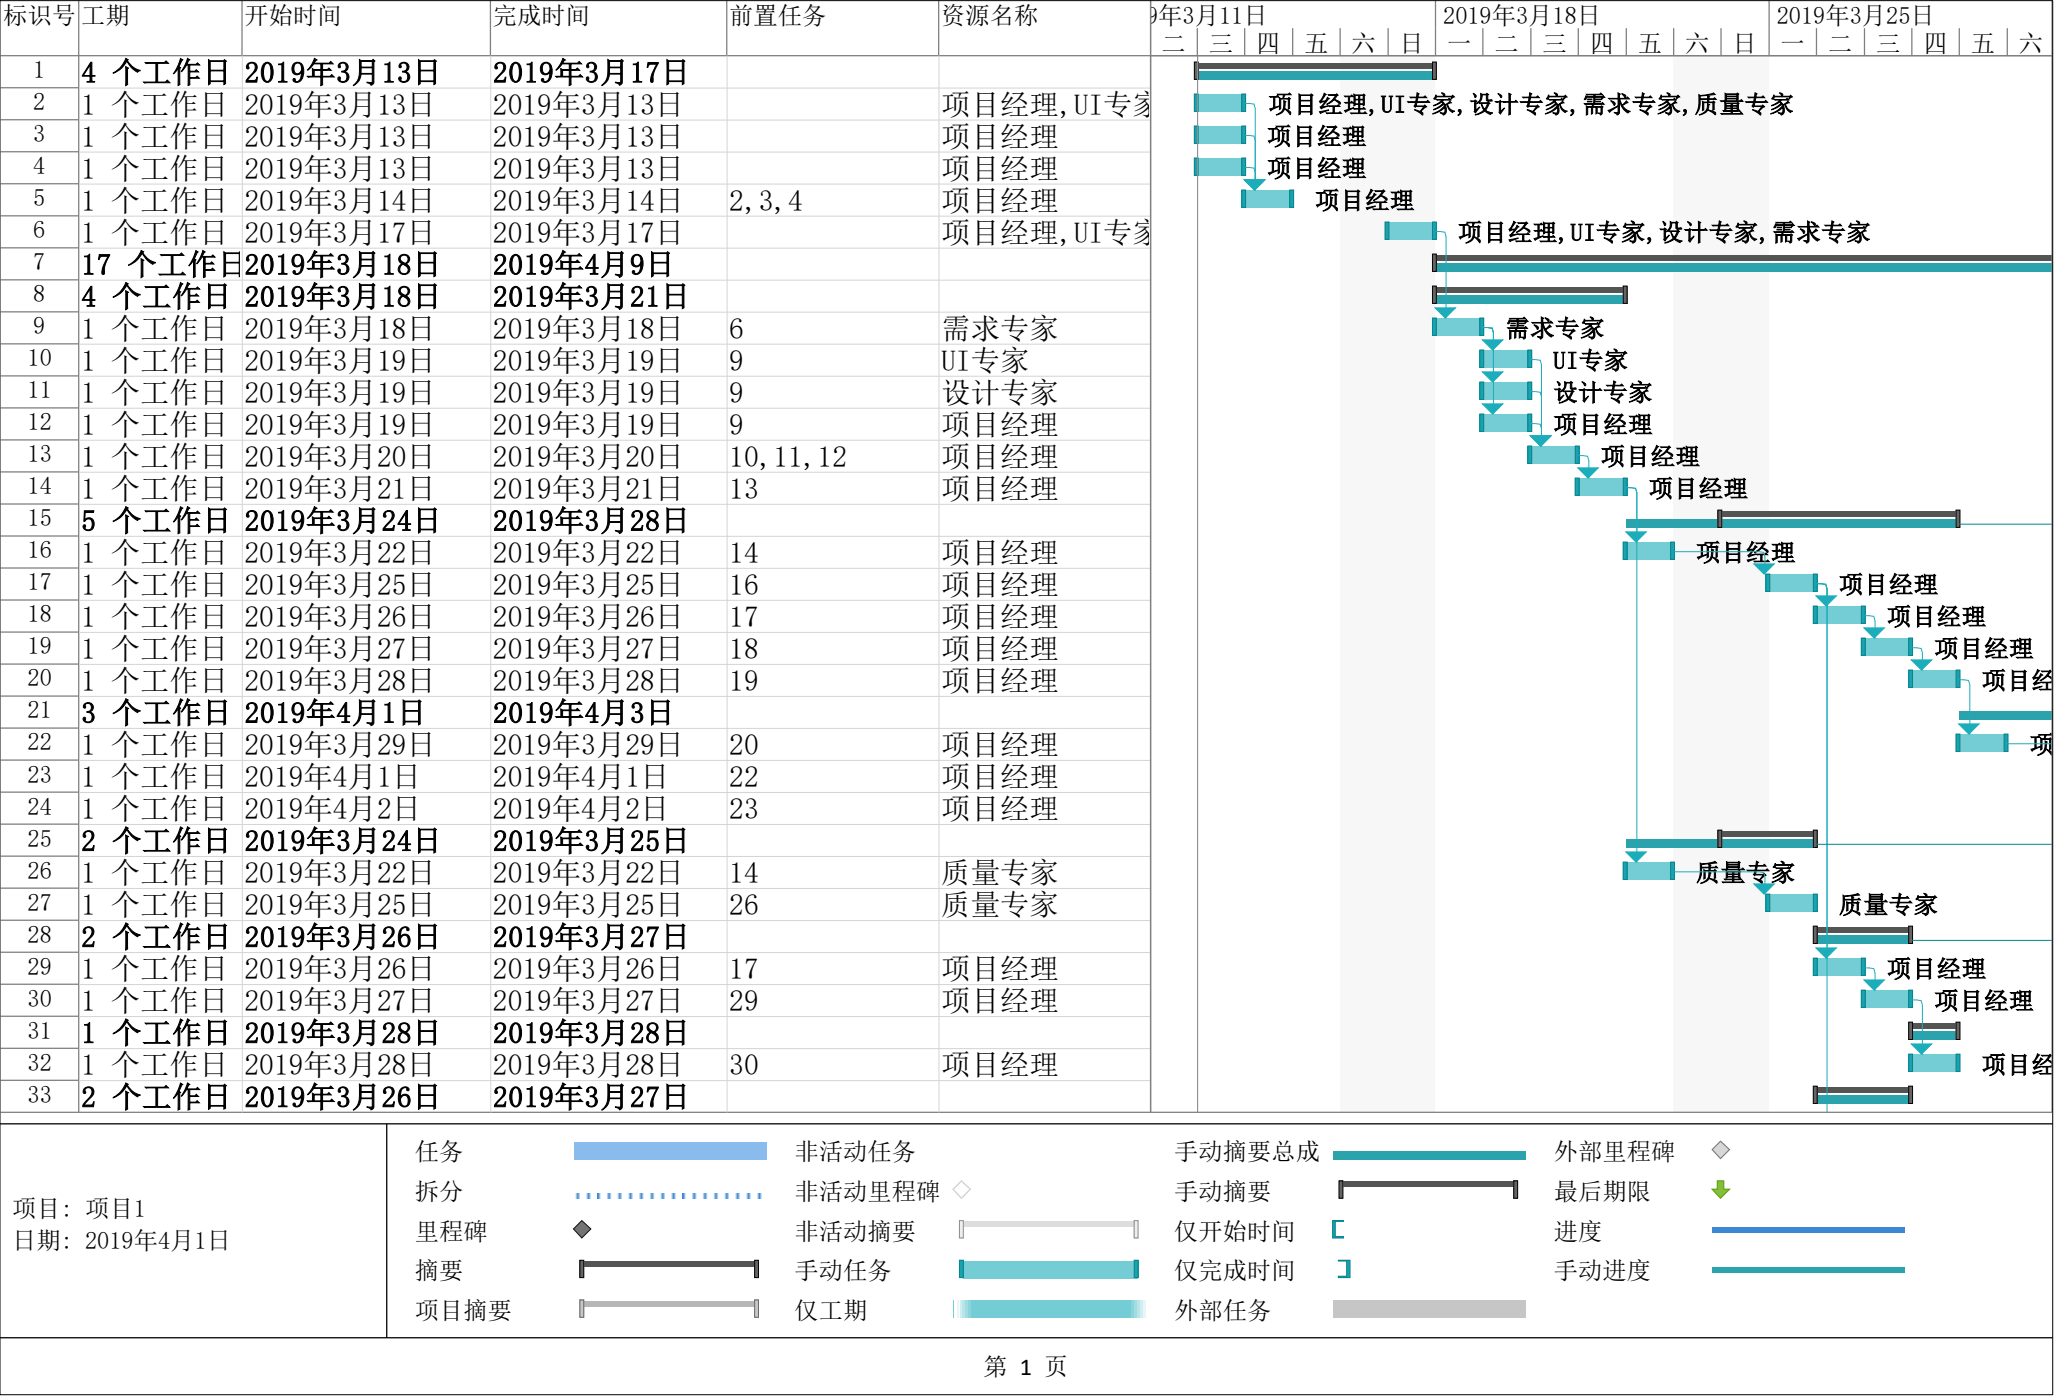 标识号 工期 开始时间 完成时间 前置任务 资源名称 9年3月11日 2019年3月18日 2019年3月25日
二 三 四 五 六 日 一 二 三 四 五 六 日 一 二 三 四 五 六
1 4 个工作日 2019年3月13日 2019年3月17日
2 1 个工作日 2019年3月13日 2019年3月13日 项目经理,UI专家 项目经理,UI专家,设计专家,需求专家,质量专家
3 1 个工作日 2019年3月13日 2019年3月13日 项目经理 项目经理
4 1 个工作日 2019年3月13日 2019年3月13日 项目经理 项目经理
5 1 个工作日 2019年3月14日 2019年3月14日 2,3,4 项目经理 项目经理
6 1 个工作日 2019年3月17日 2019年3月17日 项目经理,UI专家 项目经理,UI专家,设计专家,需求专家
7 17 个工作日 2019年3月18日 2019年4月9日
8 4 个工作日 2019年3月18日 2019年3月21日
9 1 个工作日 2019年3月18日 2019年3月18日 6 需求专家 需求专家
10 1 个工作日 2019年3月19日 2019年3月19日 9 UI专家 UI专家
11 1 个工作日 2019年3月19日 2019年3月19日 9 设计专家 设计专家
12 1 个工作日 2019年3月19日 2019年3月19日 9 项目经理 项目经理
13 1 个工作日 2019年3月20日 2019年3月20日 10,11,12 项目经理 项目经理
14 1 个工作日 2019年3月21日 2019年3月21日 13 项目经理 项目经理
15 5 个工作日 2019年3月24日 2019年3月28日
16 1 个工作日 2019年3月22日 2019年3月22日 14 项目经理 项目经理
17 1 个工作日 2019年3月25日 2019年3月25日 16 项目经理 项目经理
18 1 个工作日 2019年3月26日 2019年3月26日 17 项目经理 项目经理
19 1 个工作日 2019年3月27日 2019年3月27日 18 项目经理 项目经理
20 1 个工作日 2019年3月28日 2019年3月28日 19 项目经理 项目经
21 3 个工作日 2019年4月1日 2019年4月3日
22 1 个工作日 2019年3月29日 2019年3月29日 20 项目经理 项
23 1 个工作日 2019年4月1日 2019年4月1日 22 项目经理
24 1 个工作日 2019年4月2日 2019年4月2日 23 项目经理
25 2 个工作日 2019年3月24日 2019年3月25日
26 1 个工作日 2019年3月22日 2019年3月22日 14 质量专家 质量专家
27 1 个工作日 2019年3月25日 2019年3月25日 26 质量专家 质量专家
28 2 个工作日 2019年3月26日 2019年3月27日
29 1 个工作日 2019年3月26日 2019年3月26日 17 项目经理 项目经理
30 1 个工作日 2019年3月27日 2019年3月27日 29 项目经理 项目经理
31 1 个工作日 2019年3月28日 2019年3月28日
32 1 个工作日 2019年3月28日 2019年3月28日 30 项目经理 项目经
33 2 个工作日 2019年3月26日 2019年3月27日
项目: 项目1
日期: 2019年4月1日
任务 非活动任务 手动摘要总成 外部里程碑
拆分 非活动里程碑 手动摘要 最后期限
里程碑 非活动摘要 仅开始时间 进度
摘要 手动任务 仅完成时间 手动进度
项目摘要 仅工期 外部任务
第 1 页